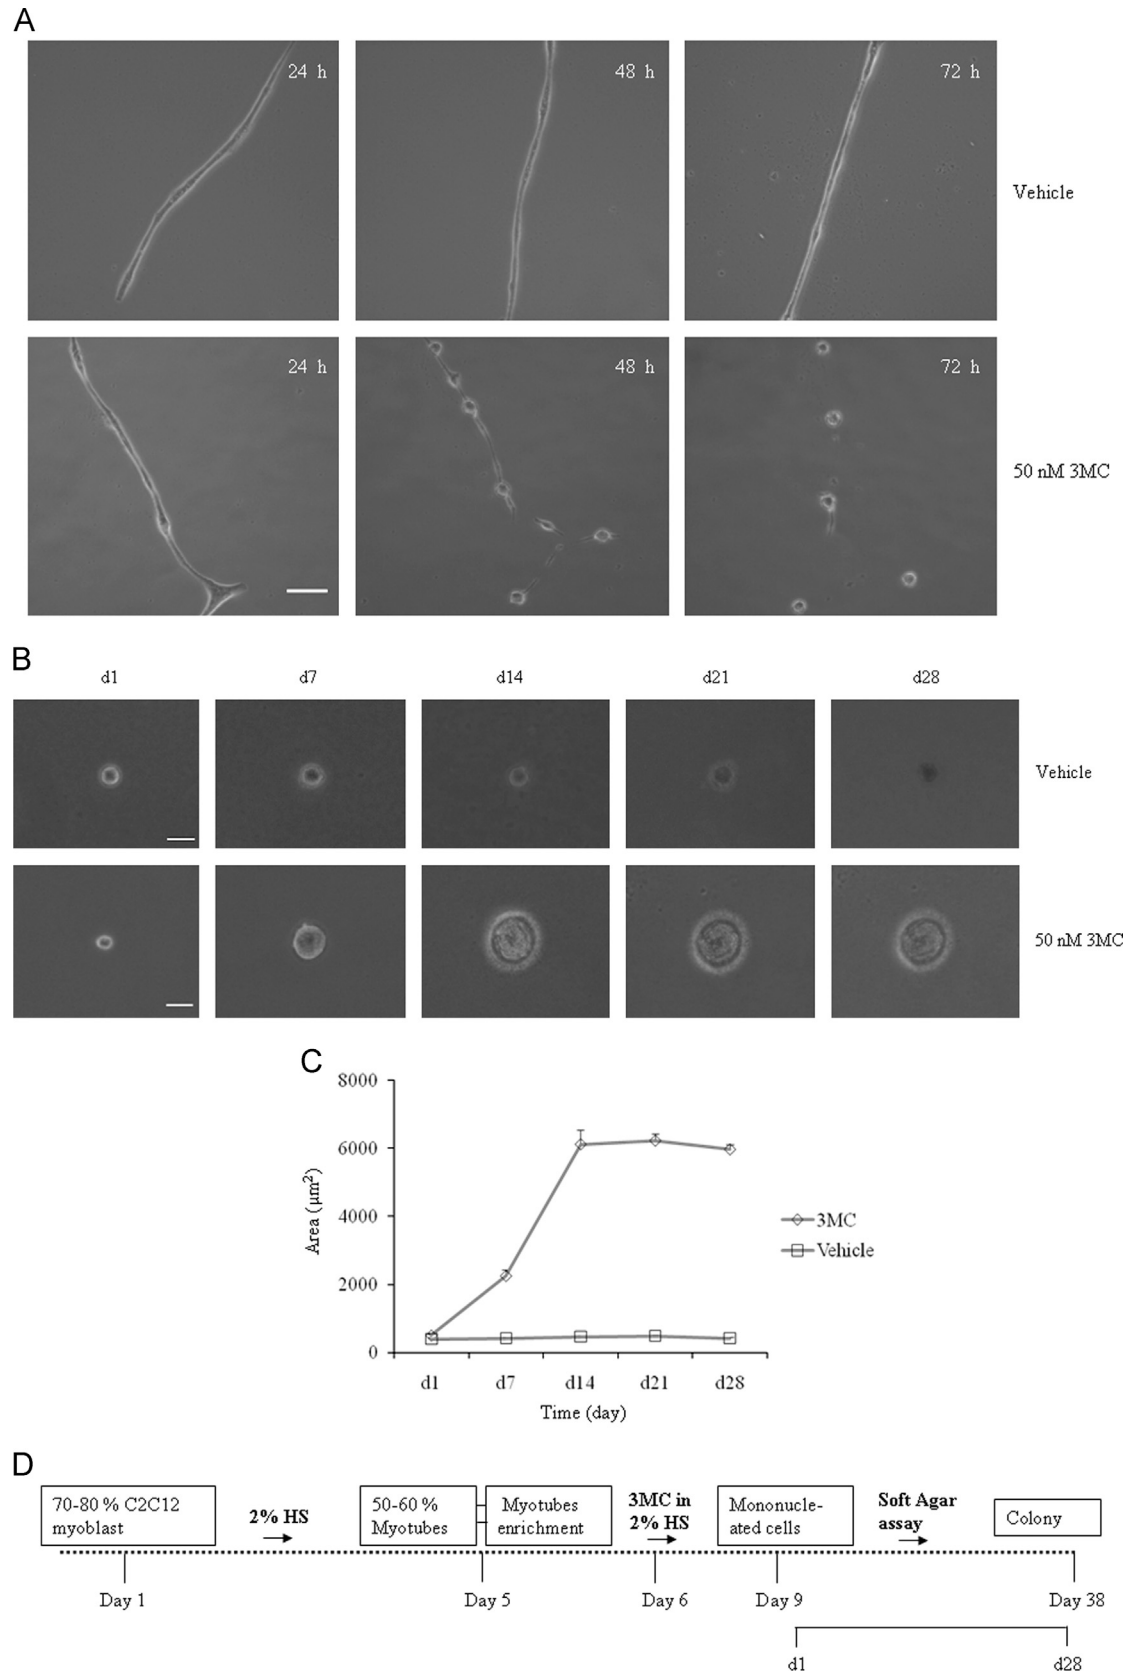 A
24 h
48 h
72 h
Vehicle
24 h
48 h
72 h
50 nM 3MC
B
d1
d7
d14
d21
d28
Vehicle
50 nM 3MC
C
8000
6000
4000
2000
0
Area (μm²)
d1
d7
d14
d21
d28
Time (day)
3MC
Vehicle
D
70-80 % C2C12
myoblast
2% HS
50-60 %
Myotubes
Myotubes
enrichment
3MC in
2% HS
Mononucle-
ated cells
Soft Agar
assay
Colony
Day 1
Day 5
Day 6
Day 9
Day 38
d1
d28